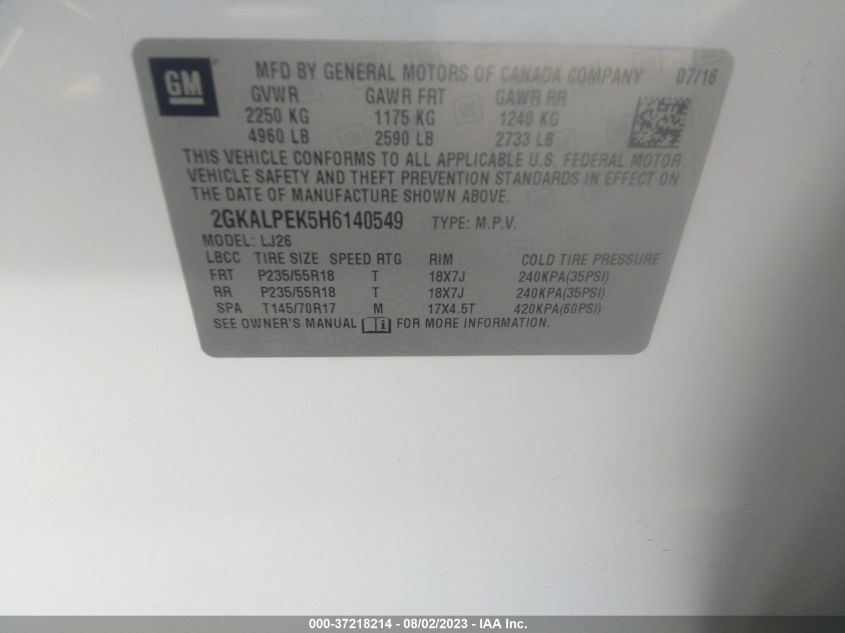 GM
MFD BY GENERAL MOTORS OF CANADA COMPANY 07/16
GVWR GAWR FRT GAWR RR
2250 KG 1175 KG 1240 KG
4960 LB 2590 LB 2733 LB
THIS VEHICLE CONFORMS TO ALL APPLICABLE U.S. FEDERAL MOTOR
VEHICLE SAFETY AND THEFT PREVENTION STANDARDS IN EFFECT ON
THE DATE OF MANUFACTURE SHOWN ABOVE.
2GKALPEK5H6140549 TYPE: M.P.V.
MODEL: LJ26
LBCC TIRE SIZE SPEED RTG RIM COLD TIRE PRESSURE
FRT P235/55R18 T 18X7J 240KPA(35PSI)
RR P235/55R18 T 18X7J 240KPA(35PSI)
SPA T145/70R17 M 17X4.5T 420KPA(60PSI)
SEE OWNER'S MANUAL i FOR MORE INFORMATION.
000-37218214 - 08/02/2023 - IAA Inc.